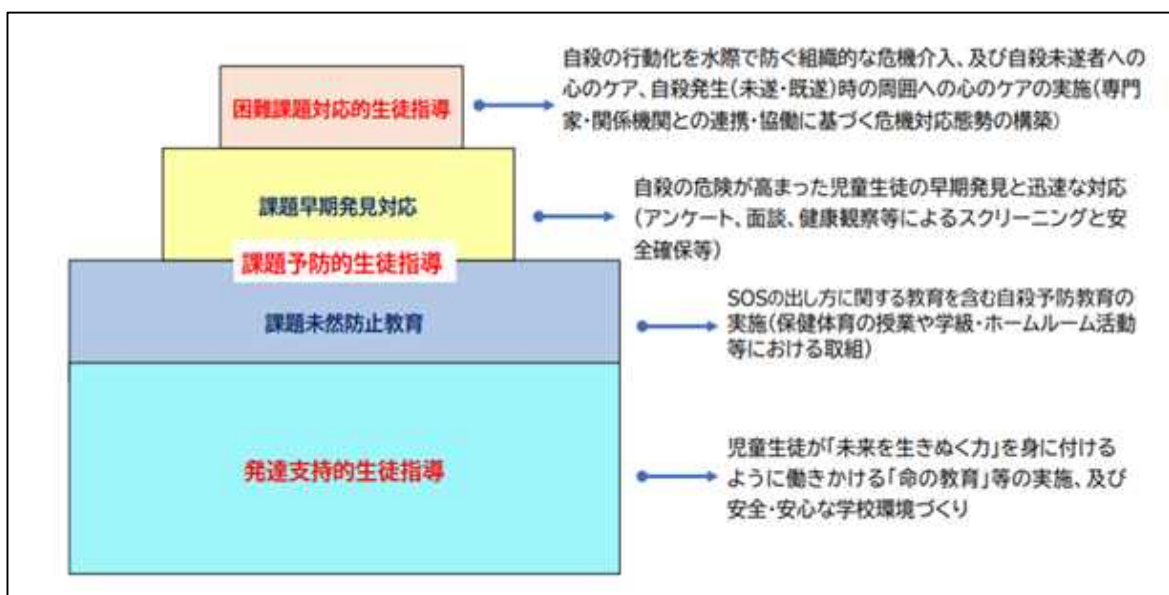 困難課題対応的生徒指導
自殺の行動化を水際で防ぐ組織的な危機介入、及び自殺未遂者への
心のケア、自殺発生(未遂・既遂)時の周囲への心のケアの実施(専門
家・関係機関との連携・協働に基づく危機対応態勢の構築)
課題早期発見対応
自殺の危険が高まった児童生徒の早期発見と迅速な対応
(アンケート、面談、健康観察等によるスクリーニングと安
全確保等)
課題予防的生徒指導
課題未然防止教育
SOSの出し方に関する教育を含む自殺予防教育の
実施(保健体育の授業や学級・ホームルーム活動
等における取組)
発達支持的生徒指導
児童生徒が「未来を生きぬく力」を身に付ける
ように働きかける「命の教育」等の実施、及び
安全・安心な学校環境づくり